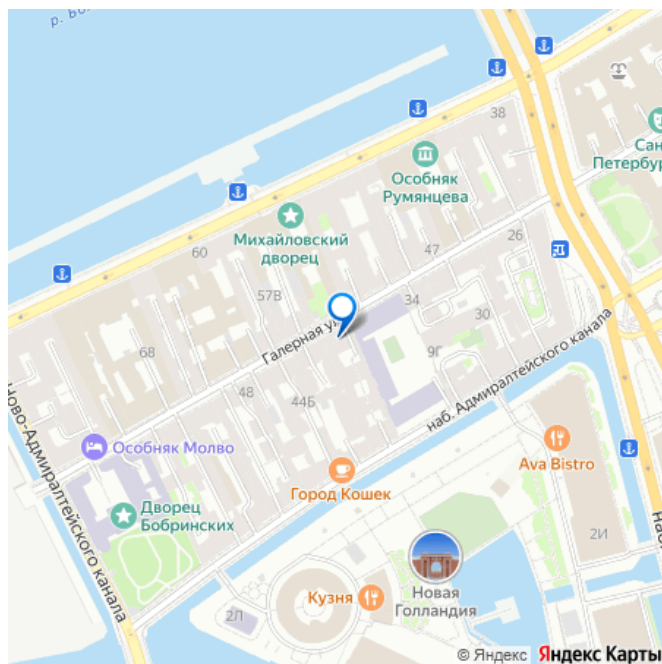 р. Бо
38
Особняк
Румянцева
Сан
Петербур
Михайловский
дворец
60
47
26
57В
34
30
Галерная ул
9Г
наб. Адмиралтейского канала
68
48
44Б
Особняк Молво
Ново-Адмиралтейского канала
Город Кошек
Ava Bistro
Дворец
Бобринских
2И
наб
Новая
Голландия
Кузня
2Л
© Яндекс Яндекс Карты